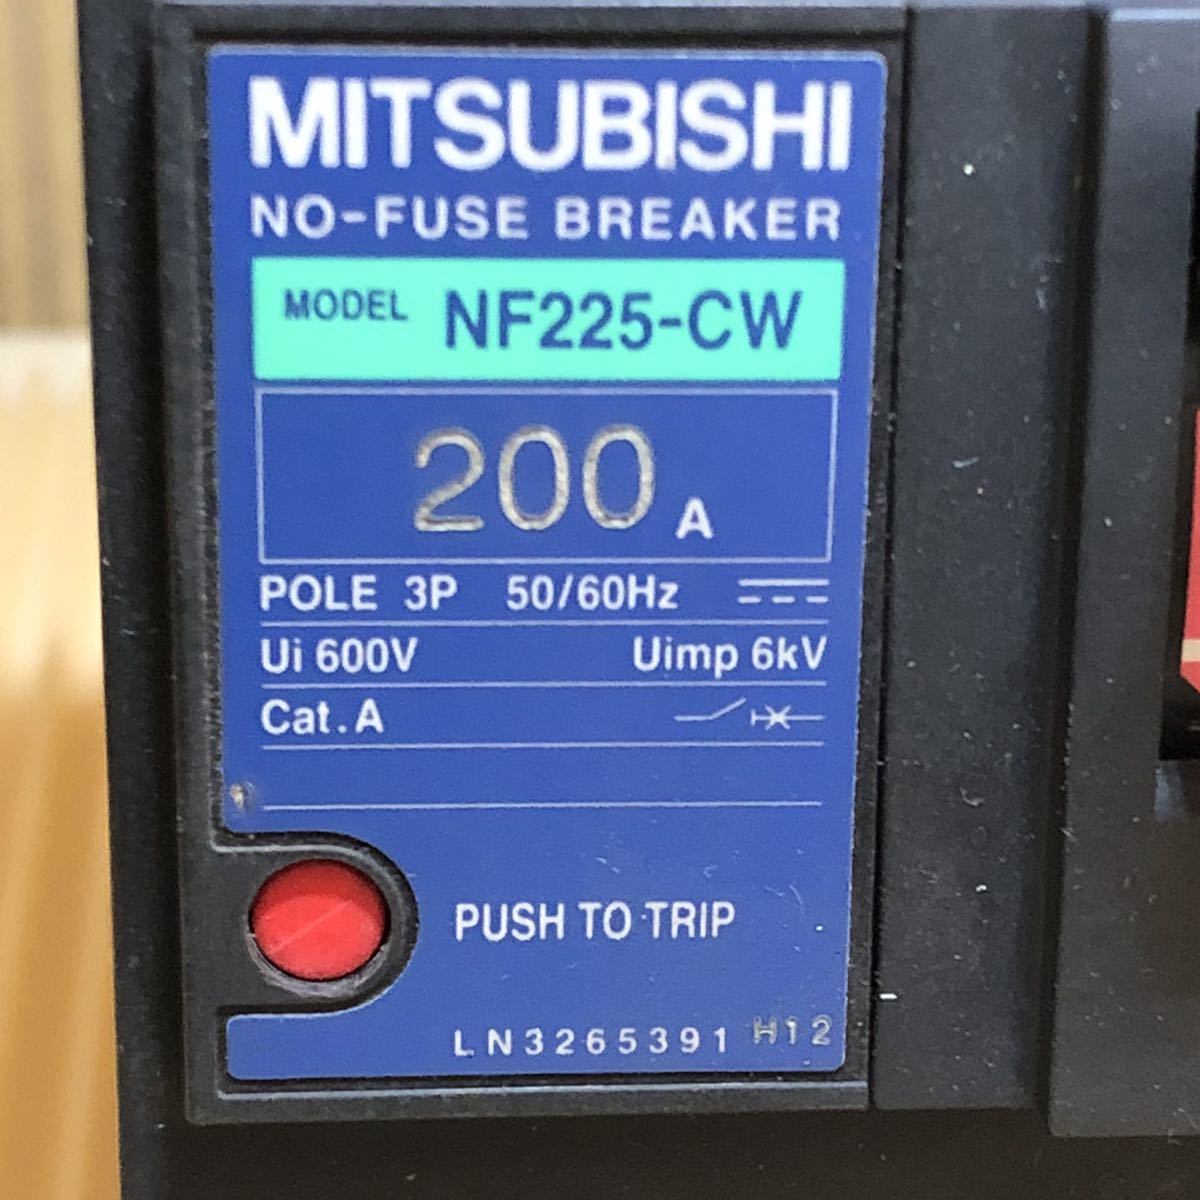 MITSUBISHI
NO-FUSE BREAKER
MODEL NF225-CW
200 A
POLE 3P 50/60Hz
Ui 600V Uimp 6kV
Cat.A
PUSH TO TRIP
LN3265391 H12